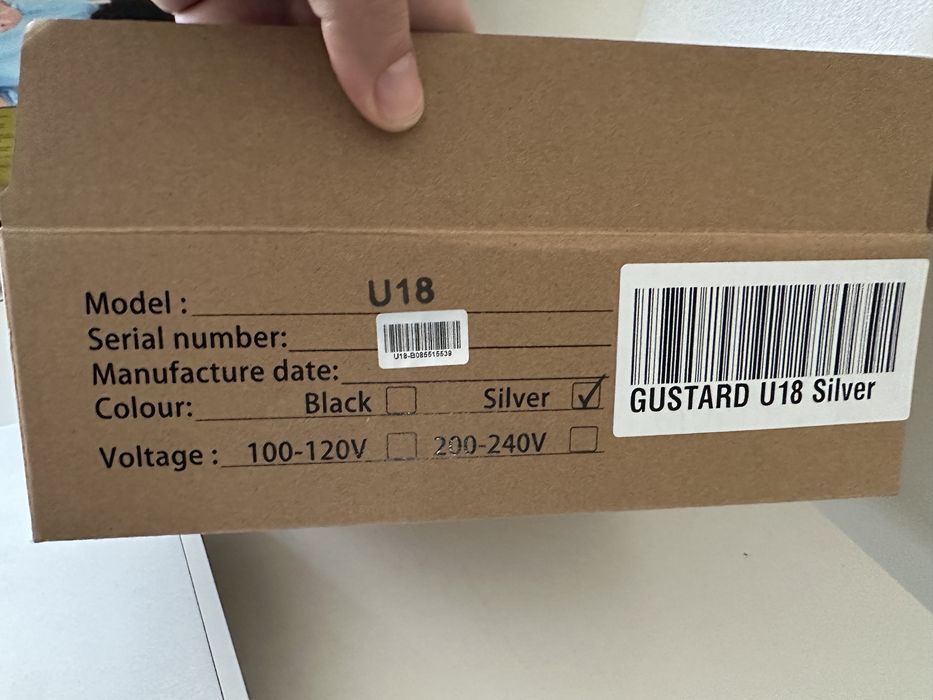 Model : U18
Serial number:
U18-B085515539
Manufacture date:
Colour: Black Silver
Voltage : 100-120V 200-240V
GUSTARD U18 Silver